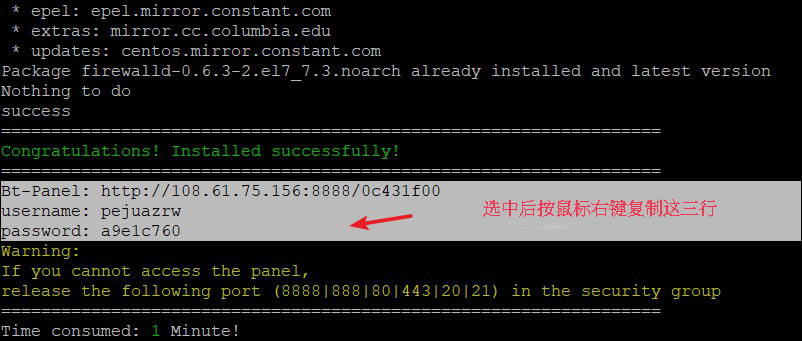 * epel: epel.mirror.constant.com
* extras: mirror.cc.columbia.edu
* updates: centos.mirror.constant.com
Package firewalld-0.6.3-2.el7_7.3.noarch already installed and latest version
Nothing to do
success
==================================================================
Congratulations! Installed successfully!
==================================================================
Bt-Panel: http://108.61.75.156:8888/0c431f00
username: pejuazrw
password: a9e1c760
选中后按鼠标右键复制这三行
Warning:
If you cannot access the panel,
release the following port (8888|888|80|443|20|21) in the security group
==================================================================
Time consumed: 1 Minute!